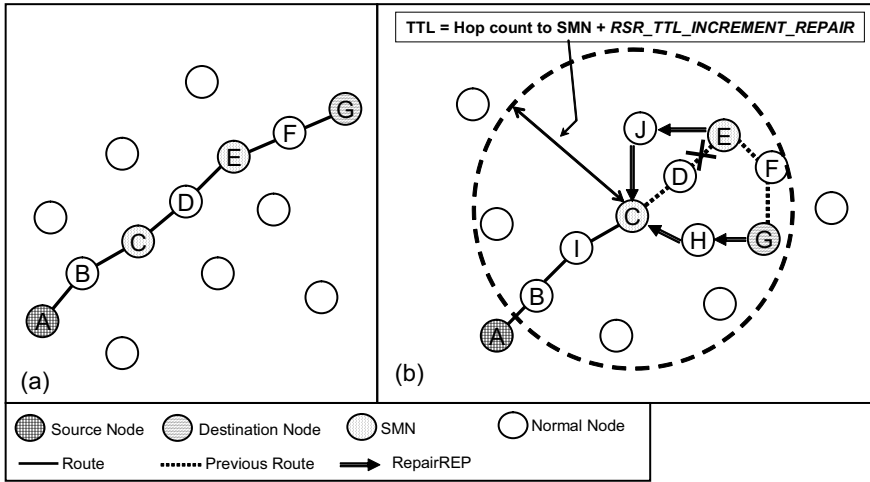 TTL = Hop count to SMN + RSR_TTL_INCREMENT_REPAIR
G
F
E
D
C
B
A
(a)
J
E
D
F
C
H
G
I
B
A
(b)
Source Node
Destination Node
SMN
Normal Node
Route
Previous Route
RepairREP